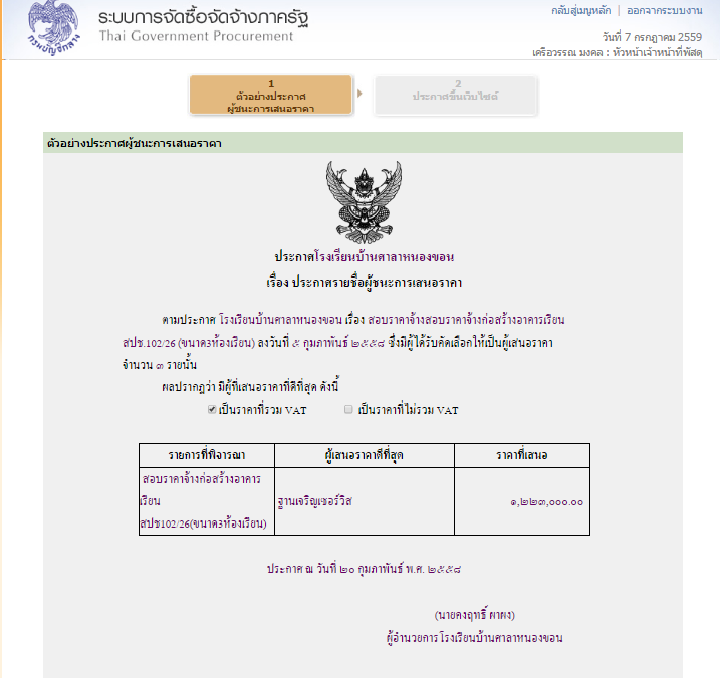 กรมบัญชีกลาง
ระบบการจัดซื้อจัดจ้างภาครัฐ
Thai Government Procurement
กลับสู่เมนูหลัก | ออกจากระบบงาน
วันที่ 7 กรกฎาคม 2559
เครือวรรณ มงคล : หัวหน้าเจ้าหน้าที่พัสดุ
1
ตัวอย่างประกาศ
ผู้ชนะการเสนอราคา
2
ประกาศขึ้นเว็บไซต์
ตัวอย่างประกาศผู้ชนะการเสนอราคา
ประกาศโรงเรียนบ้านศาลาหนองขอน
เรื่อง ประกาศรายชื่อผู้ชนะการเสนอราคา
ตามประกาศ โรงเรียนบ้านศาลาหนองขอน เรื่อง สอบราคาจ้างสอบราคาจ้างก่อสร้างอาคารเรียน
สปช.102/26 (ขนาด3ห้องเรียน) ลงวันที่ ๕ กุมภาพันธ์ ๒๕๕๘ ซึ่งมีผู้ได้รับคัดเลือกให้เป็นผู้เสนอราคา
จำนวน ๓ รายนั้น
ผลปรากฏว่า มีผู้ที่เสนอราคาที่ดีที่สุด ดังนี้
เป็นราคาที่รวม VAT เป็นราคาที่ไม่รวม VAT
รายการที่พิจารณา ผู้เสนอราคาดีที่สุด ราคาที่เสนอ
สอบราคาจ้างก่อสร้างอาคาร
เรียน
สปช102/26(ขนาด3ห้องเรียน) ฐานเจริญเซอร์วิส ๑,๒๒๓,๐๐๐.๐๐
ประกาศ ณ วันที่ ๒๐ กุมภาพันธ์ พ.ศ. ๒๕๕๘
(นายคงฤทธิ์ ผาผง)
ผู้อำนวยการโรงเรียนบ้านศาลาหนองขอน